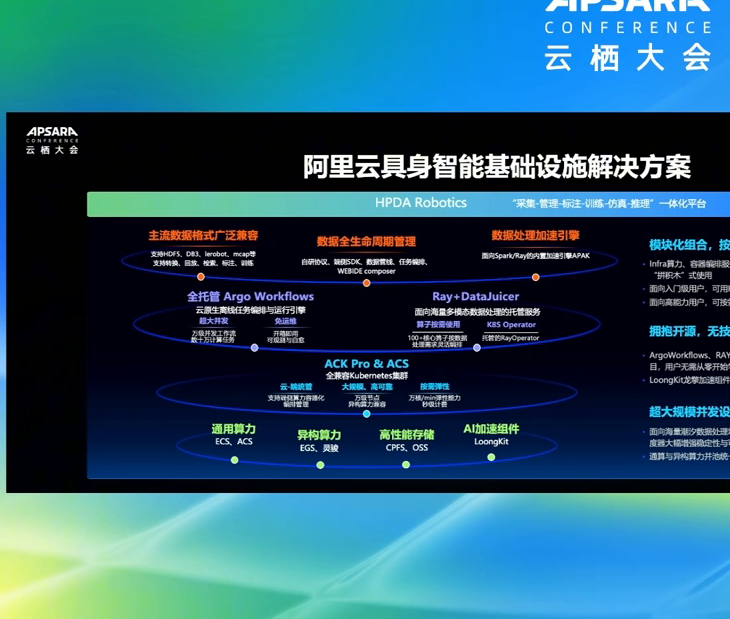 APSARA
CONFERENCE
云栖大会
APSARA
CONFERENCE
云栖大会
阿里云具身智能基础设施解决方案
HPDA Robotics “采集-管理-标注-训练-仿真-推理”一体化平台
主流数据格式广泛兼容
支持HDF5、DB3、lerobot、mcap等
支持转换、回放、检索、标注、训练
数据全生命周期管理
自研协议、端侧SDK、数据管线、任务编排、
WEBIDE composer
数据处理加速引擎
面向Spark/Ray的内置加速引擎APAK
全托管 Argo Workflows
云原生离线任务编排与运行引擎
超大并发
万级并发工作流
数十万计算任务
免运维
开箱即用
可观测与自愈
Ray+DataJuicer
面向海量多模态数据处理的托管服务
算子按需使用
100+核心算子按数据
处理需求灵活编排
K8S Operator
托管的RayOperator
ACK Pro & ACS
全兼容Kubernetes集群
云-端统管
支持端侧算力容器化
编排管理
大规模、高可靠
万级节点
异构算力兼容
按需弹性
万核/min弹性能力
秒级计费
通用算力
ECS、ACS
异构算力
EGS、灵骏
高性能存储
CPFS、OSS
AI加速组件
LoongKit
模块化组合，按
Infra算力、容器编排服
“拼积木”式使用
面向入门级用户，可用
面向高能力用户，可按
拥抱开源，无技
ArgoWorkflows、RAY
目，用户无需从零开始学
LoongKit龙擎加速组件
超大规模并发设
面向海量潮汐数据处理
度器大幅增强稳定性与
通算与异构算力并池统一